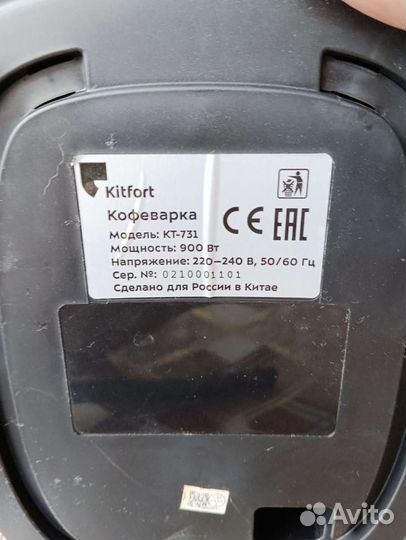 Kitfort
Кофеварка
CE EAC
Модель: КТ-731
Мощность: 900 Вт
Напряжение: 220–240 В, 50/60 Гц
Сер. №: 0210001101
Сделано для России в Китае
Avito